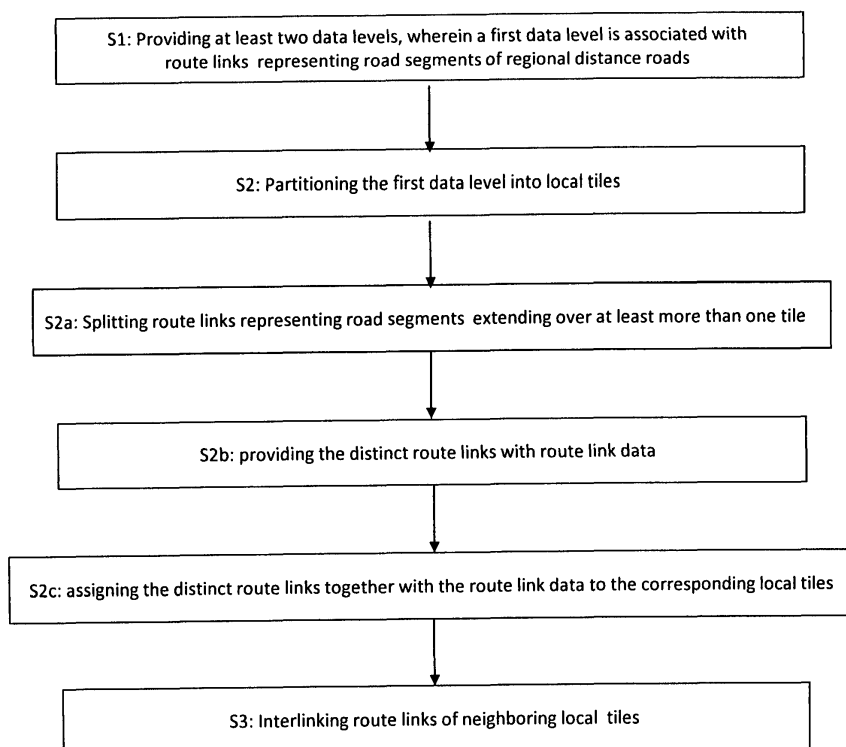 S1: Providing at least two data levels, wherein a first data level is associated with
route links representing road segments of regional distance roads
S2: Partitioning the first data level into local tiles
S2a: Splitting route links representing road segments extending over at least more than one tile
S2b: providing the distinct route links with route link data
S2c: assigning the distinct route links together with the route link data to the corresponding local tiles
S3: Interlinking route links of neighboring local tiles